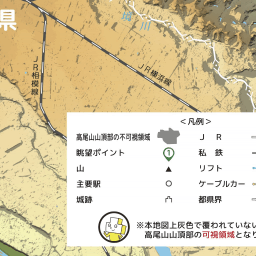 県
JR横浜線
JR相模線
<凡例>
高尾山山頂部の不可視領域
JR
眺望ポイント
1
私鉄
山
リフト
主要駅
ケーブルカー
城跡
都県界
※本地図上灰色で覆われていない
高尾山山頂部の可視領域となり